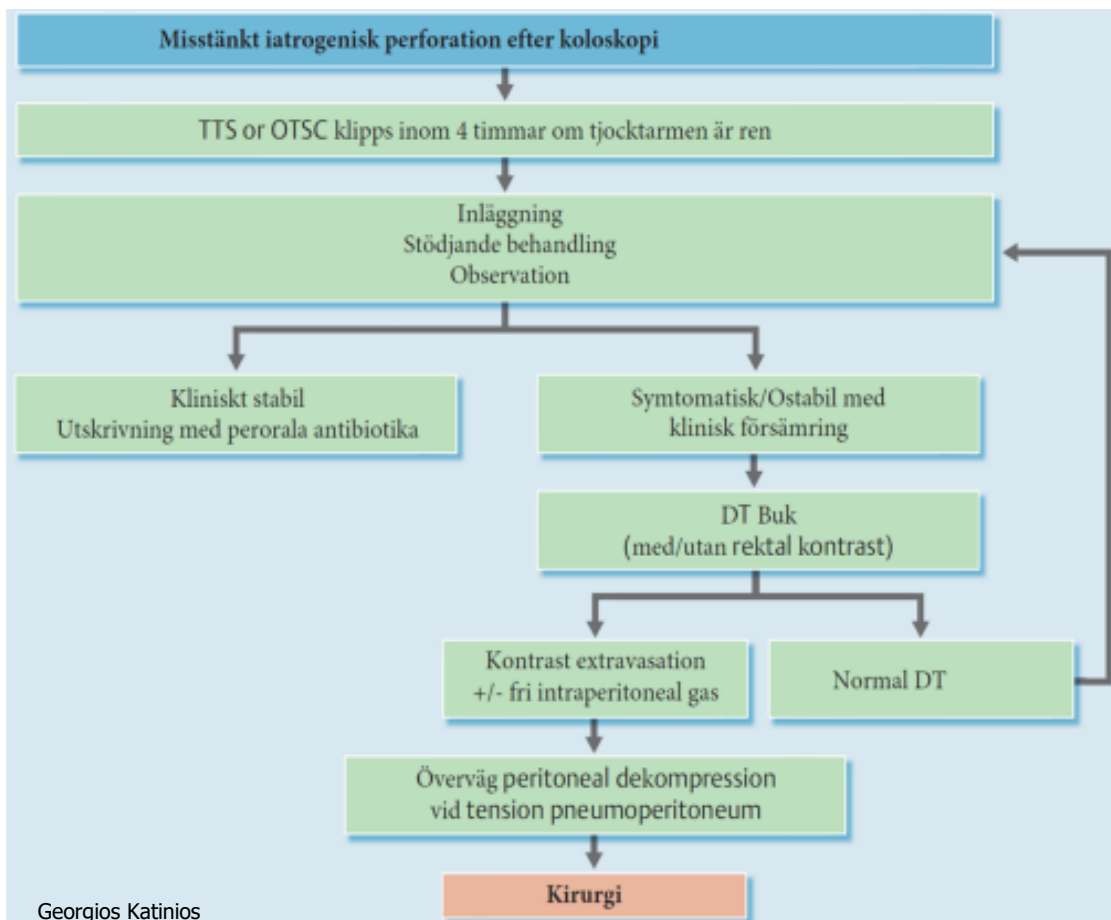 Misstänkt iatrogenisk perforation efter koloskopi
TTS or OTSC klipps inom 4 timmar om tjocktarmen är ren
Inläggning
Stödjande behandling
Observation
Kliniskt stabil
Utskrivning med perorala antibiotika
Symtomatisk/Ostabil med
klinisk försämring
DT Buk
(med/utan rektal kontrast)
Kontrast extravasation
+/- fri intraperitoneal gas
Normal DT
Överväg peritoneal dekompression
vid tension pneumoperitoneum
Kirurgi
Georgios Katinios